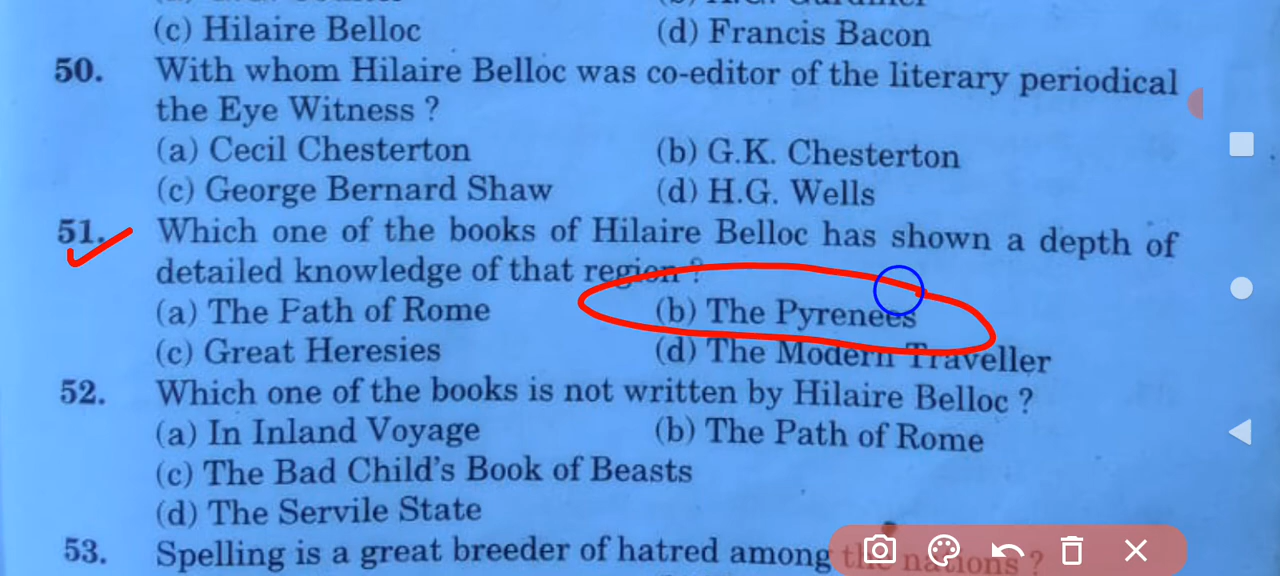 (c) Hilaire Belloc (d) Francis Bacon
50. With whom Hilaire Belloc was co-editor of the literary periodical
the Eye Witness ?
(a) Cecil Chesterton (b) G.K. Chesterton
(c) George Bernard Shaw (d) H.G. Wells
51. Which one of the books of Hilaire Belloc has shown a depth of
detailed knowledge of that region ?
(a) The Path of Rome (b) The Pyrenees
(c) Great Heresies (d) The Modern Traveller
52. Which one of the books is not written by Hilaire Belloc ?
(a) In Inland Voyage (b) The Path of Rome
(c) The Bad Child's Book of Beasts
(d) The Servile State
53. Spelling is a great breeder of hatred among the nations ?